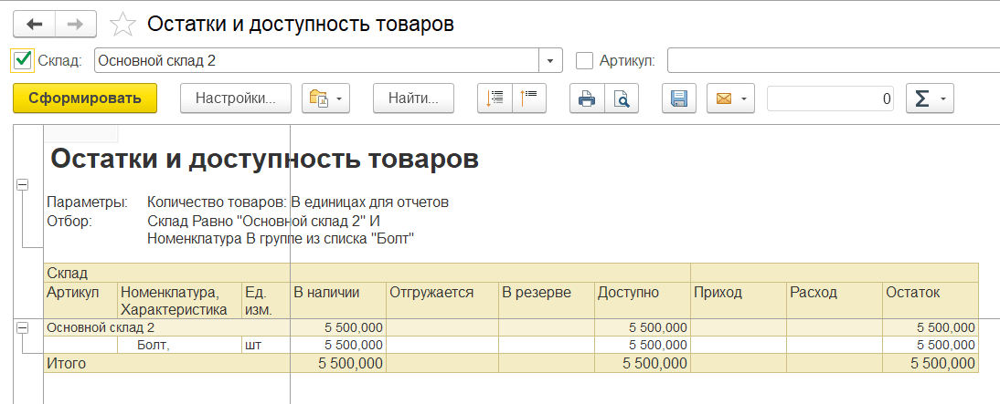 Остатки и доступность товаров
Склад: Основной склад 2 Артикул:
Сформировать Настройки... Найти... 0 Σ
Остатки и доступность товаров
Параметры: Количество товаров: В единицах для отчетов
Отбор: Склад Равно "Основной склад 2" И
Номенклатура В группе из списка "Болт"
Склад
Артикул Номенклатура, Ед. В наличии Отгружается В резерве Доступно Приход Расход Остаток
Характеристика изм.
Основной склад 2 5 500,000 5 500,000 5 500,000
Болт, шт 5 500,000 5 500,000 5 500,000
Итого 5 500,000 5 500,000 5 500,000